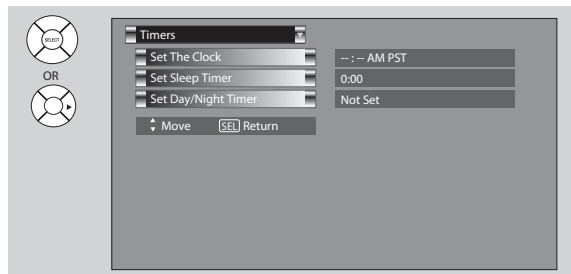 SELECT
OR
Timers
Set The Clock -- : -- AM PST
Set Sleep Timer 0:00
Set Day/Night Timer Not Set
Move SEL Return